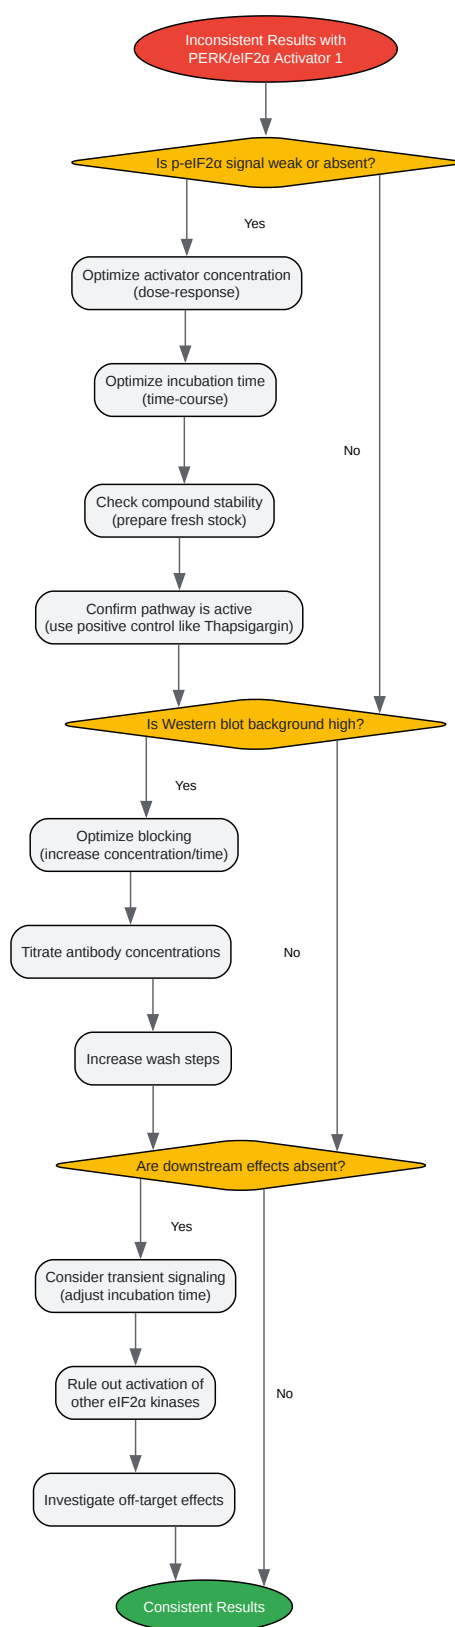 Inconsistent Results with
PERK/eIF2α Activator 1
Is p-eIF2α signal weak or absent?
Yes
Optimize activator concentration
(dose-response)
Optimize incubation time
(time-course)
No
Check compound stability
(prepare fresh stock)
Confirm pathway is active
(use positive control like Thapsigargin)
Is Western blot background high?
Yes
Optimize blocking
(increase concentration/time)
Titrate antibody concentrations
No
Increase wash steps
Are downstream effects absent?
Yes
Consider transient signaling
(adjust incubation time)
Rule out activation of
other eIF2α kinases
No
Investigate off-target effects
Consistent Results